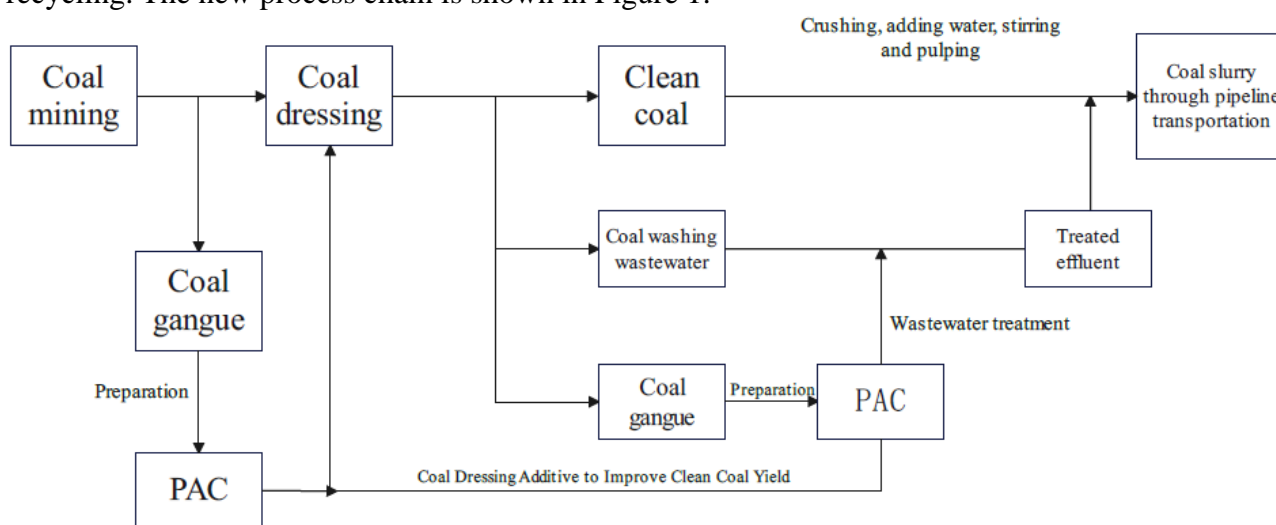 recycling. The new process chain is shown in Figure 1.
Crushing, adding water, stirring
and pulping
Coal
mining
Coal
dressing
Clean
coal
Coal slurry
through pipeline
transportation
Coal washing
wastewater
Treated
effluent
Coal
gangue
Wastewater treatment
Preparation
Coal
gangue
Preparation
PAC
Coal Dressing Additive to Improve Clean Coal Yield
PAC